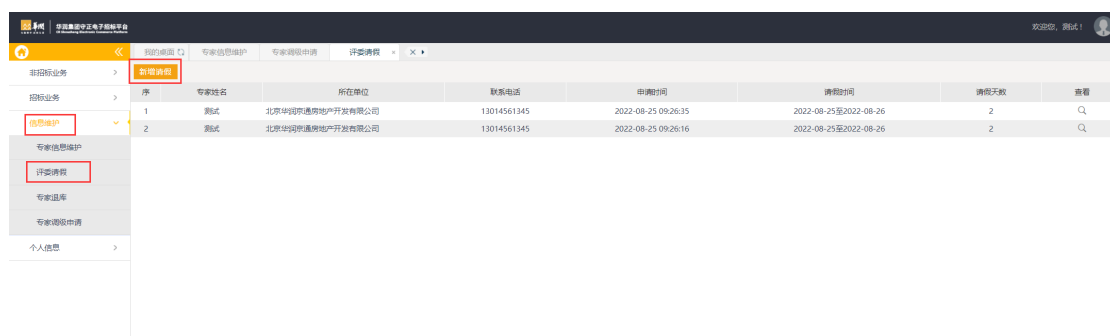 华润 华润集团守正电子招标平台
欢迎您，测试！
我的桌面 专家信息维护 专家调级申请 评委请假
非招标业务
招标业务
信息维护
专家信息维护
评委请假
专家退库
专家调级申请
个人信息
新增请假
序 专家姓名 所在单位 联系电话 申请时间 请假时间 请假天数 查看
1 测试 北京华润京通房地产开发有限公司 13014561345 2022-08-25 09:26:35 2022-08-25至2022-08-26 2
2 测试 北京华润京通房地产开发有限公司 13014561345 2022-08-25 09:26:16 2022-08-25至2022-08-26 2